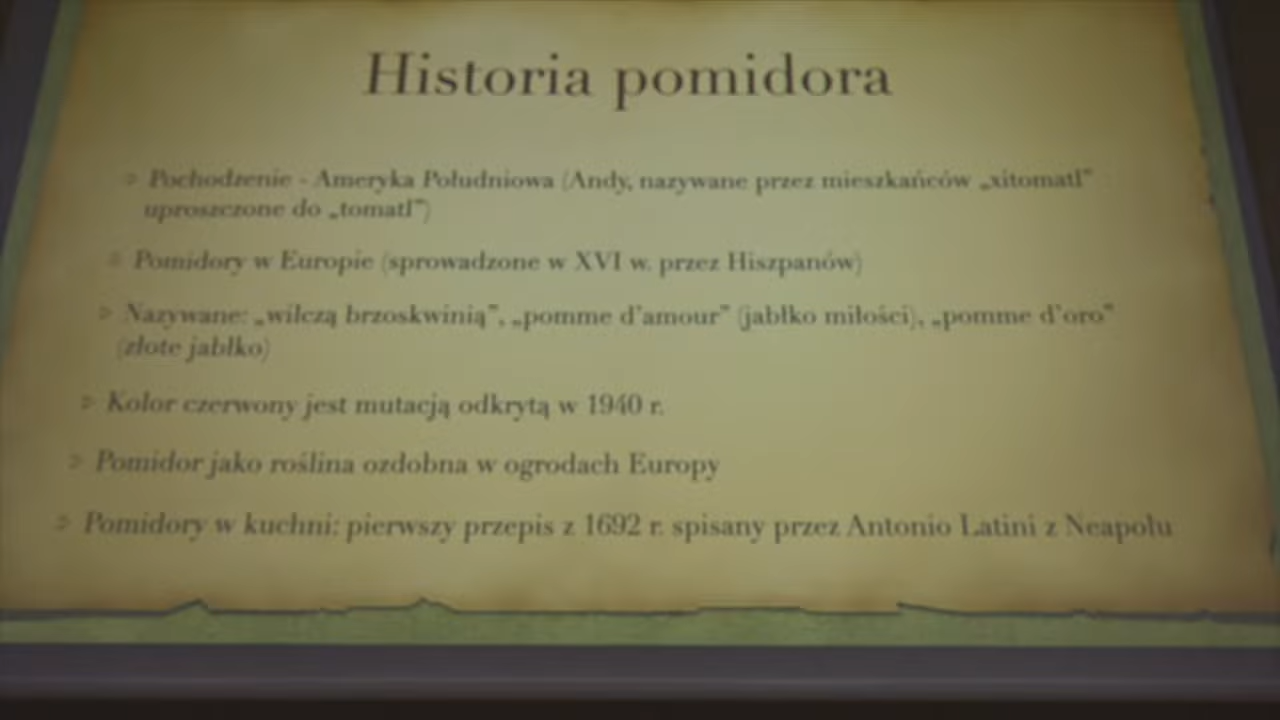 Historia pomidora
Pochodzenie - Ameryka Południowa (Andy, nazywane przez mieszkańców „xitomatl”
uproszczone do „tomatl”)
Pomidory w Europie (sprowadzone w XVI w. przez Hiszpanów)
Nazywane: „wilczą brzoskwinią”, „pomme d’amour” (jabłko miłości), „pomme d’oro”
(złote jabłko)
Kolor czerwony jest mutacją odkrytą w 1940 r.
Pomidor jako roślina ozdobna w ogrodach Europy
Pomidory w kuchni: pierwszy przepis z 1692 r. spisany przez Antonio Latini z Neapolu